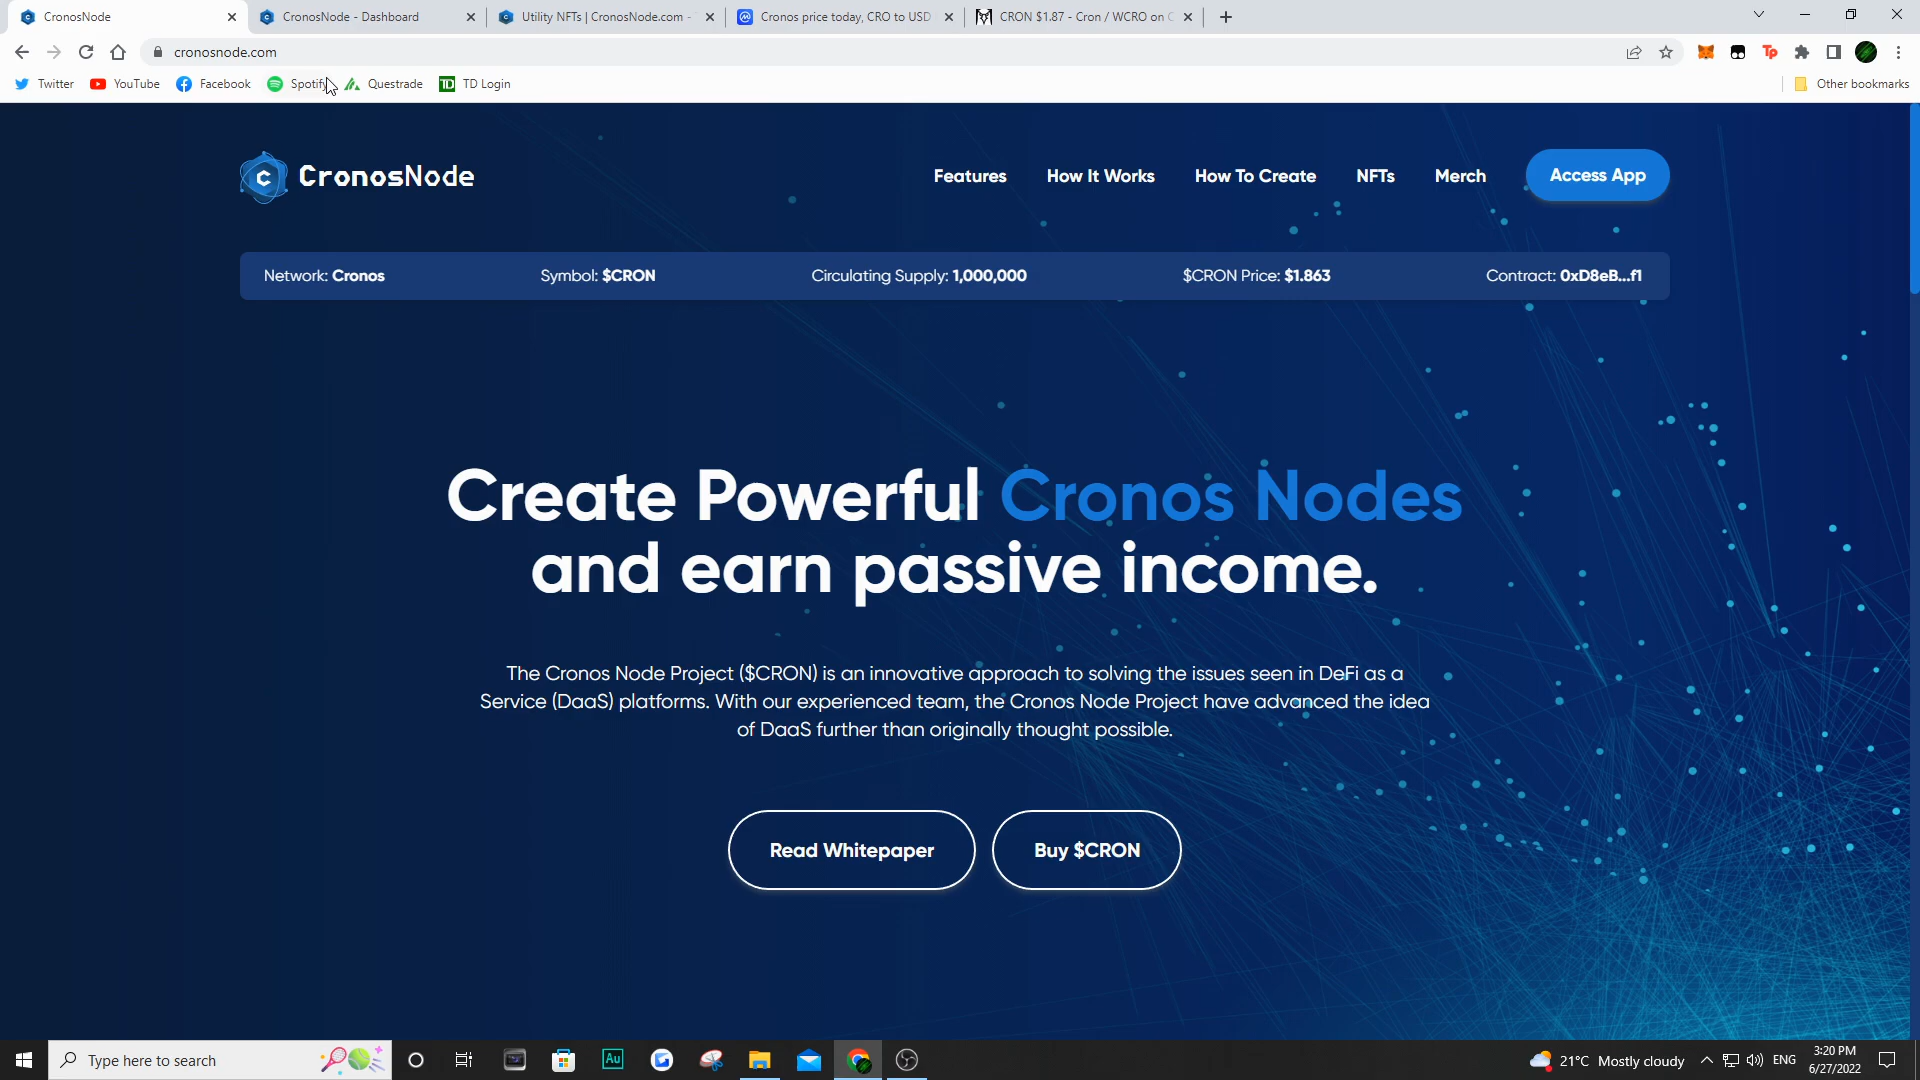 CronosNode
CronosNode - Dashboard
Utility NFTs | CronosNode.com -
Cronos price today, CRO to USD
CRON $1.87 - Cron / WCRO on C
cronosnode.com
Tp
Twitter
YouTube
Facebook
Spotify
Questrade
TD
TD Login
Other bookmarks
C
CronosNode
Features
How It Works
How To Create
NFTs
Merch
Access App
Network: Cronos
Symbol: $CRON
Circulating Supply: 1,000,000
$CRON Price: $1.863
Contract: 0xD8eB...f1
Create Powerful Cronos Nodes
and earn passive income.
The Cronos Node Project ($CRON) is an innovative approach to solving the issues seen in DeFi as a
Service (DaaS) platforms. With our experienced team, the Cronos Node Project have advanced the idea
of DaaS further than originally thought possible.
Read Whitepaper
Buy $CRON
Type here to search
Au
21°C Mostly cloudy
ENG
3:20 PM
6/27/2022